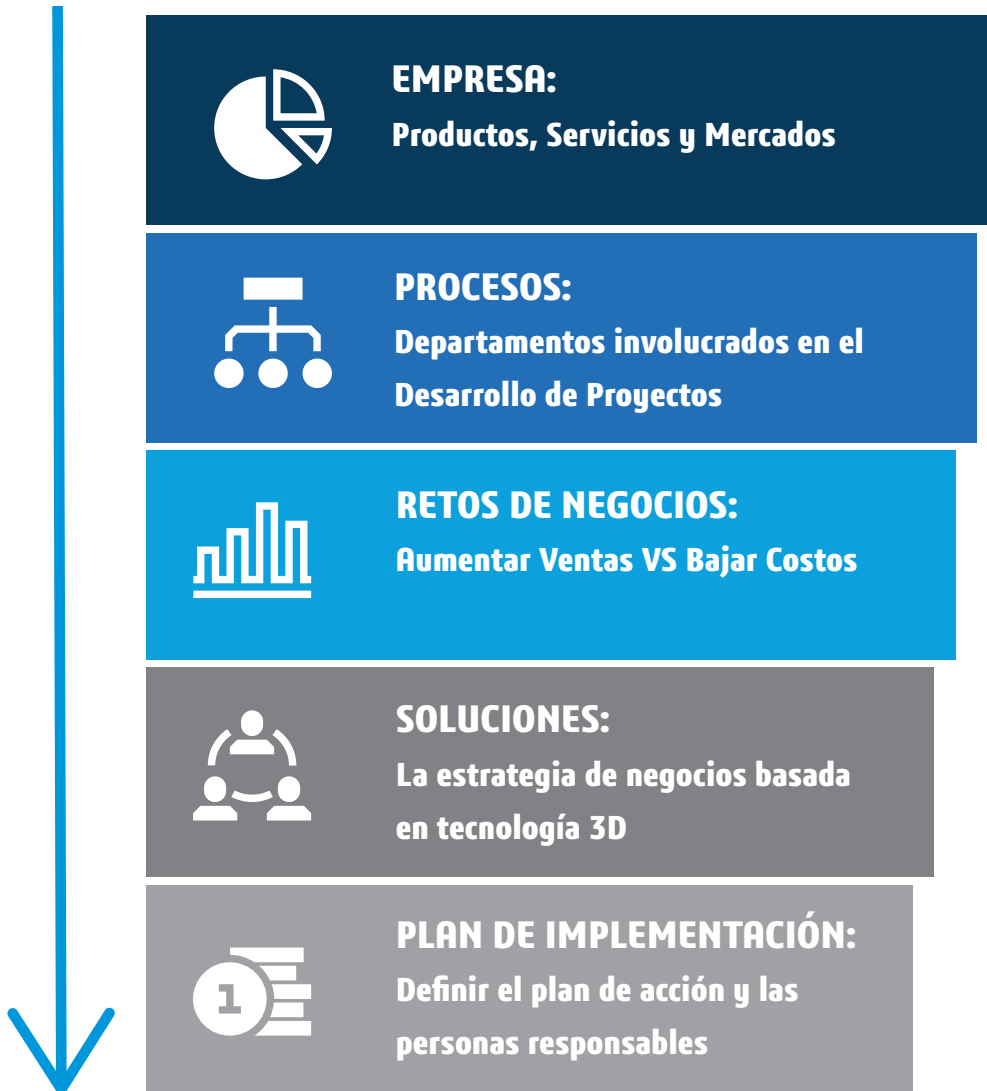 EMPRESA:
Productos, Servicios y Mercados
PROCESOS:
Departamentos involucrados en el
Desarrollo de Proyectos
RETOS DE NEGOCIOS:
Aumentar Ventas VS Bajar Costos
SOLUCIONES:
La estrategia de negocios basada
en tecnología 3D
PLAN DE IMPLEMENTACIÓN:
1
Definir el plan de acción y las
personas responsables